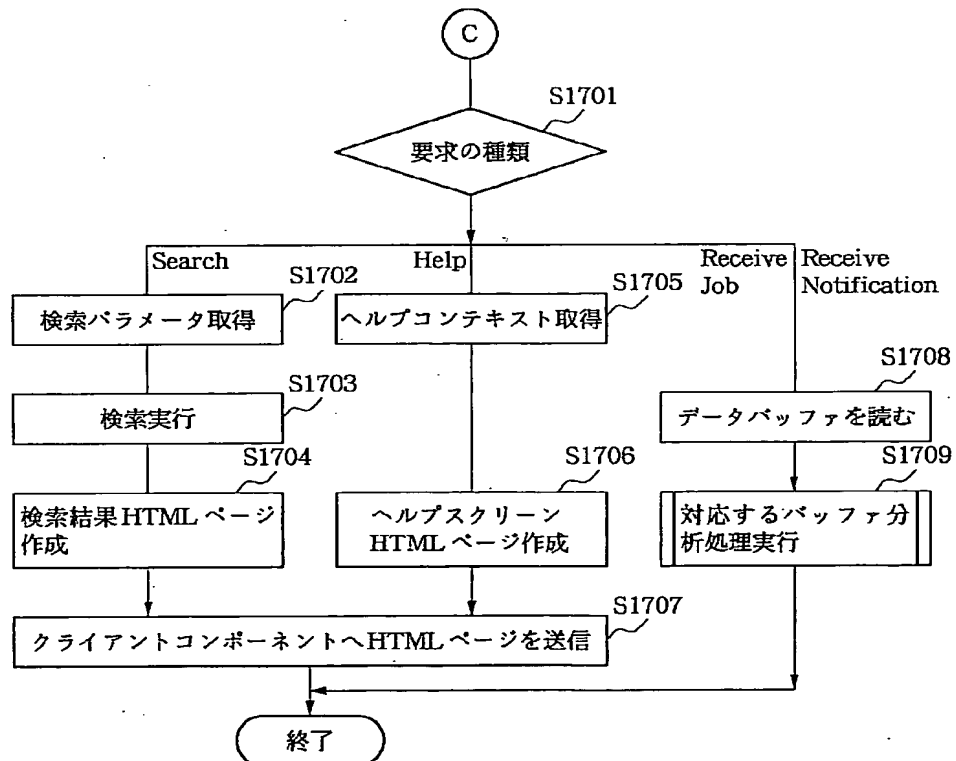 C
S1701
要求の種類
Search
Help
Receive
Job
Receive
Notification
S1702
検索パラメータ取得
S1705
ヘルプコンテキスト取得
S1703
検索実行
S1708
データバッファを読む
S1704
検索結果HTMLページ
作成
S1706
ヘルプスクリーン
HTMLページ作成
S1709
対応するバッファ分
析処理実行
S1707
クライアントコンポーネントへHTMLページを送信
終了